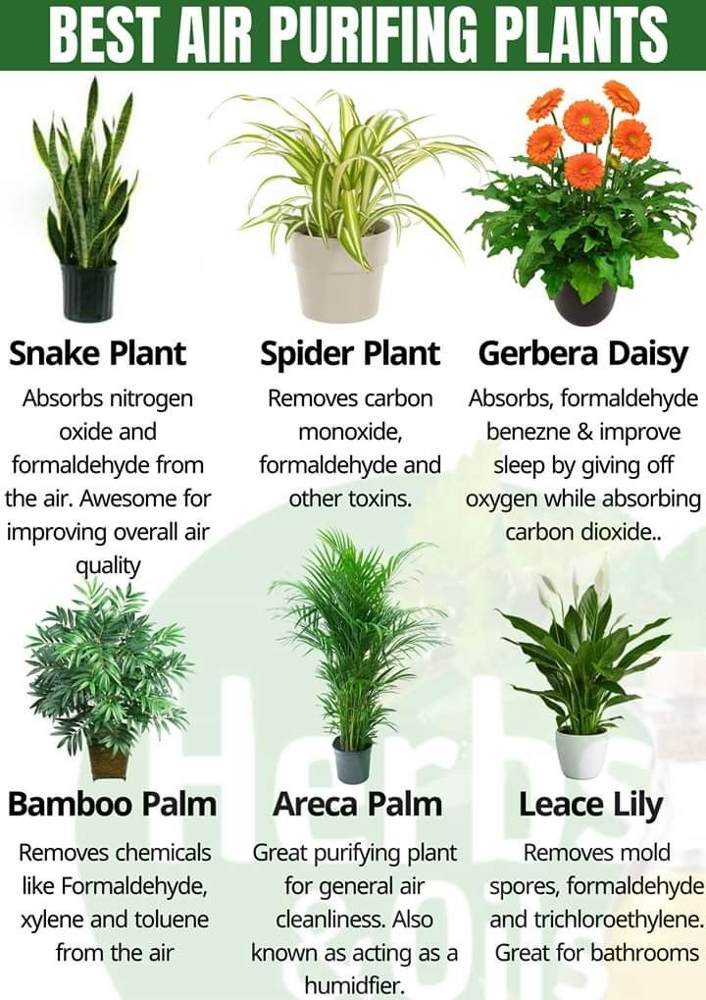 BEST AIR PURIFING PLANTS
Snake Plant
Absorbs nitrogen
oxide and
formaldehyde from
the air. Awesome for
improving overall air
quality
Spider Plant
Removes carbon
monoxide,
formaldehyde and
other toxins.
Gerbera Daisy
Absorbs, formaldehyde
benezne & improve
sleep by giving off
oxygen while absorbing
carbon dioxide..
Bamboo Palm
Removes chemicals
like Formaldehyde,
xylene and toluene
from the air
Areca Palm
Great purifying plant
for general air
cleanliness. Also
known as acting as a
humidfier.
Leace Lily
Removes mold
spores, formaldehyde
and trichloroethylene.
Great for bathrooms
Herbs
& Oils